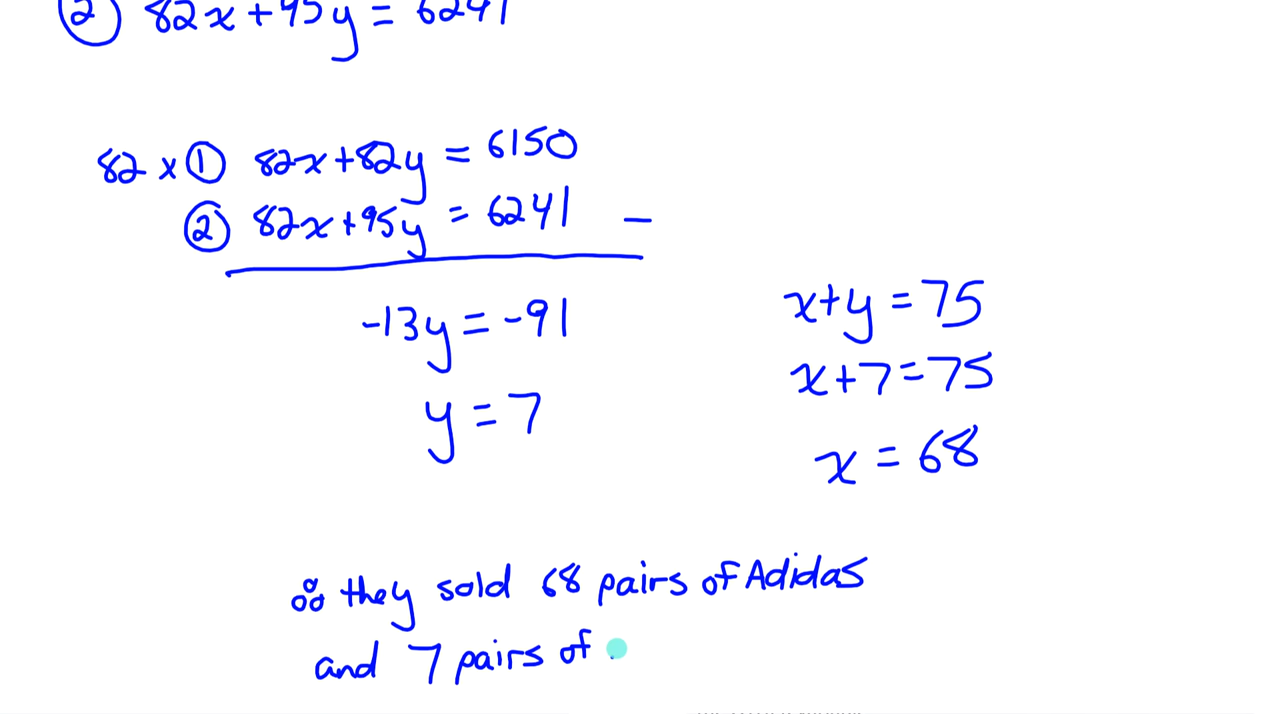 ② 82x + 95y = 6241
82 x ① 82x + 82y = 6150
② 82x + 95y = 6241 –
-13y = -91
y = 7
x + y = 75
x + 7 = 75
x = 68
∴ they sold 68 pairs of Adidas
and 7 pairs of